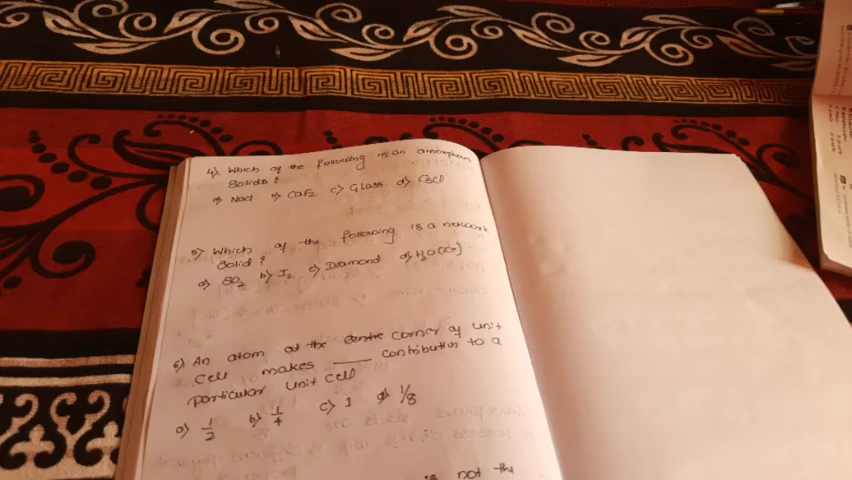 4) Which of the following is an amorphous
Solids?
a) Nacl b) CaF2 c) Glass d) CsCl
5) Which of the following is a network
Solid?
a) SO2 b) I2 c) Diamond d) H2O (Ice)
6) An atom at the corner of unit
Cell makes ____ contribution to a
particular unit cell
a) 1/2 b) 1/4 c) 1 d) 1/8
is not the